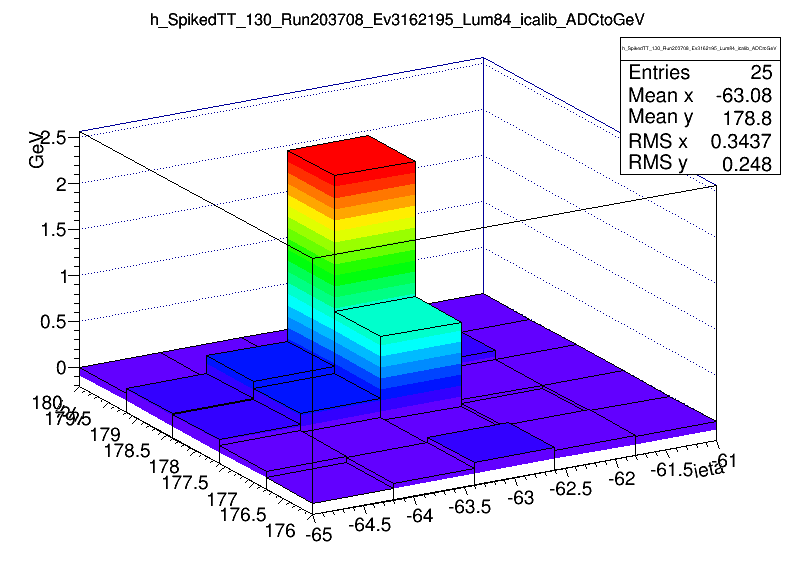 h_SpikedTT_130_Run203708_Ev3162195_Lum84_icalib_ADCtoGeV
h_SpikedTT_130_Run203708_Ev3162195_Lum84_icalib_ADCtoGeV
Entries 25
Mean x -63.08
Mean y 178.8
RMS x 0.3437
RMS y 0.248
GeV
2.5
2
1.5
1
0.5
0
180
179.5
179
178.5
178
177.5
177
176.5
176
-65
-64.5
-64
-63.5
-63
-62.5
-62
-61.5
-61
ieta